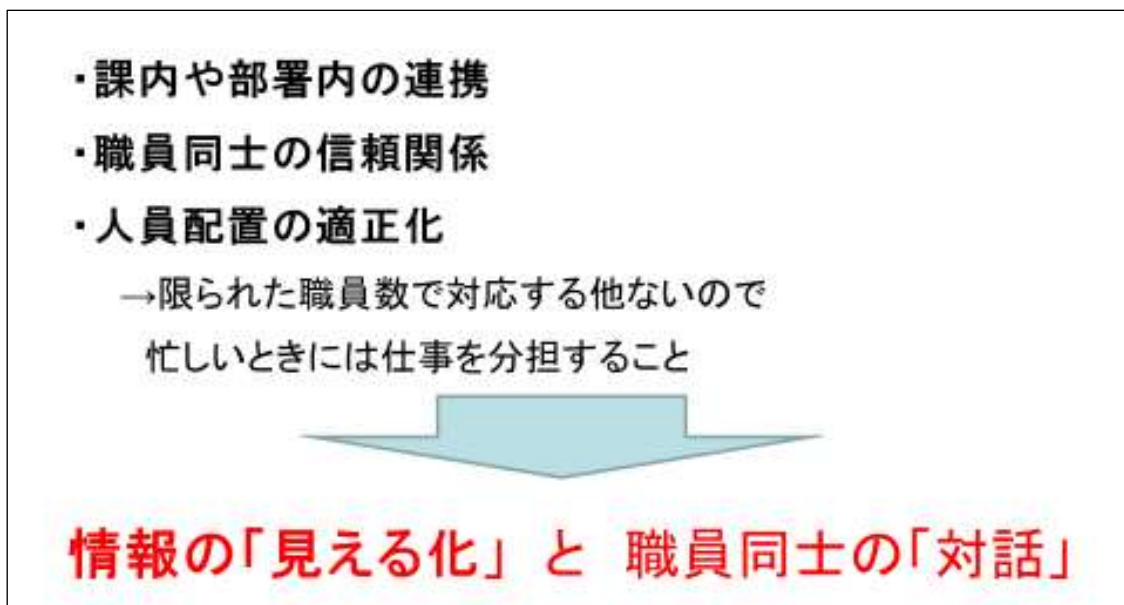 ・課内や部署内の連携
・職員同士の信頼関係
・人員配置の適正化
→限られた職員数で対応する他ないので
忙しいときには仕事を分担すること
情報の「見える化」 と 職員同士の「対話」